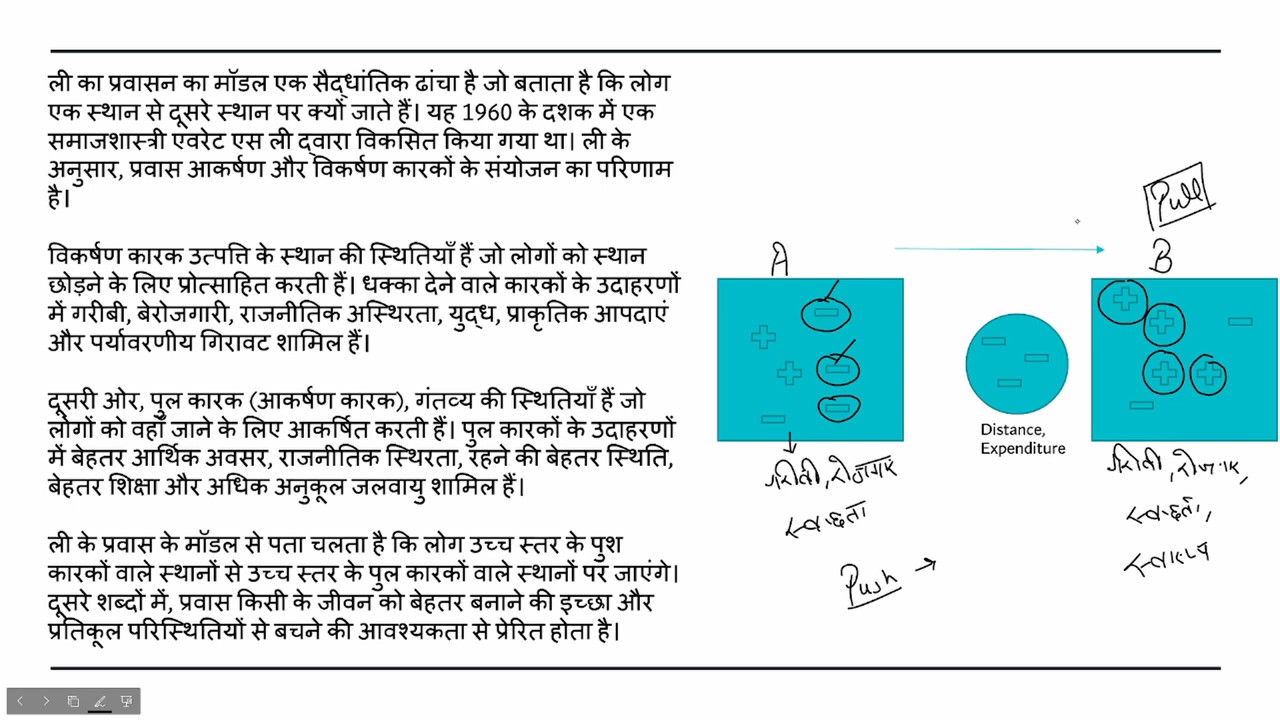 ली का प्रवासन का मॉडल एक सैद्धांतिक ढांचा है जो बताता है कि लोग
एक स्थान से दूसरे स्थान पर क्यों जाते हैं। यह 1960 के दशक में एक
समाजशास्त्री एवरेट एस ली द्वारा विकसित किया गया था। ली के
अनुसार, प्रवास आकर्षण और विकर्षण कारकों के संयोजन का परिणाम
है।
विकर्षण कारक उत्पत्ति के स्थान की स्थितियाँ हैं जो लोगों को स्थान
छोड़ने के लिए प्रोत्साहित करती हैं। धक्का देने वाले कारकों के उदाहरणों
में गरीबी, बेरोजगारी, राजनीतिक अस्थिरता, युद्ध, प्राकृतिक आपदाएं
और पर्यावरणीय गिरावट शामिल हैं।
दूसरी ओर, पुल कारक (आकर्षण कारक), गंतव्य की स्थितियाँ हैं जो
लोगों को वहाँ जाने के लिए आकर्षित करती हैं। पुल कारकों के उदाहरणों
में बेहतर आर्थिक अवसर, राजनीतिक स्थिरता, रहने की बेहतर स्थिति,
बेहतर शिक्षा और अधिक अनुकूल जलवायु शामिल हैं।
ली के प्रवास के मॉडल से पता चलता है कि लोग उच्च स्तर के पुश
कारकों वाले स्थानों से उच्च स्तर के पुल कारकों वाले स्थानों पर जाएंगे।
दूसरे शब्दों में, प्रवास किसी के जीवन को बेहतर बनाने की इच्छा और
प्रतिकूल परिस्थितियों से बचने की आवश्यकता से प्रेरित होता है।
Pull
A
B
Distance,
Expenditure
गरीबी, रोजगार
स्वच्छता
Push
गरीबी, रोजगार,
स्वच्छता,
स्वास्थ्य